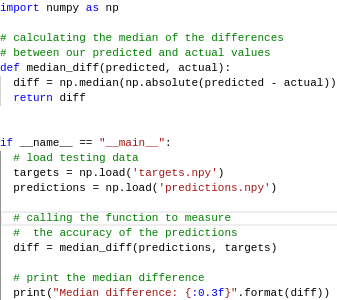 import numpy as np
# calculating the median of the differences
# between our predicted and actual values
def median_diff(predicted, actual):
  diff = np.median(np.absolute(predicted - actual))
  return diff
if __name__ == "__main__":
  # load testing data
  targets = np.load('targets.npy')
  predictions = np.load('predictions.npy')
  # calling the function to measure
  #  the accuracy of the predictions
  diff = median_diff(predictions, targets)
  # print the median difference
  print("Median difference: {:0.3f}".format(diff))